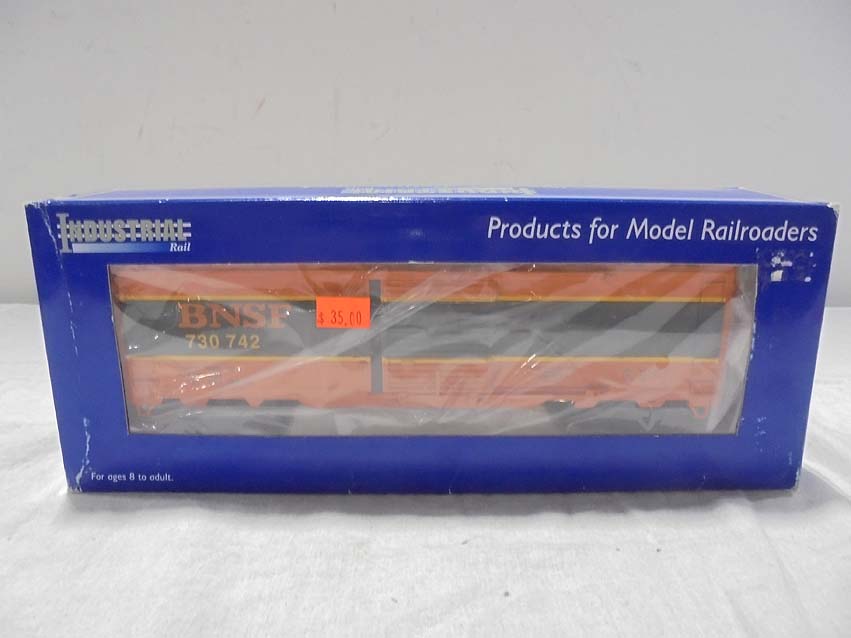 INDUSTRIAL
Rail
Products for Model Railroaders
BNSF
$ 35.00
730 742
For ages 8 to adult.